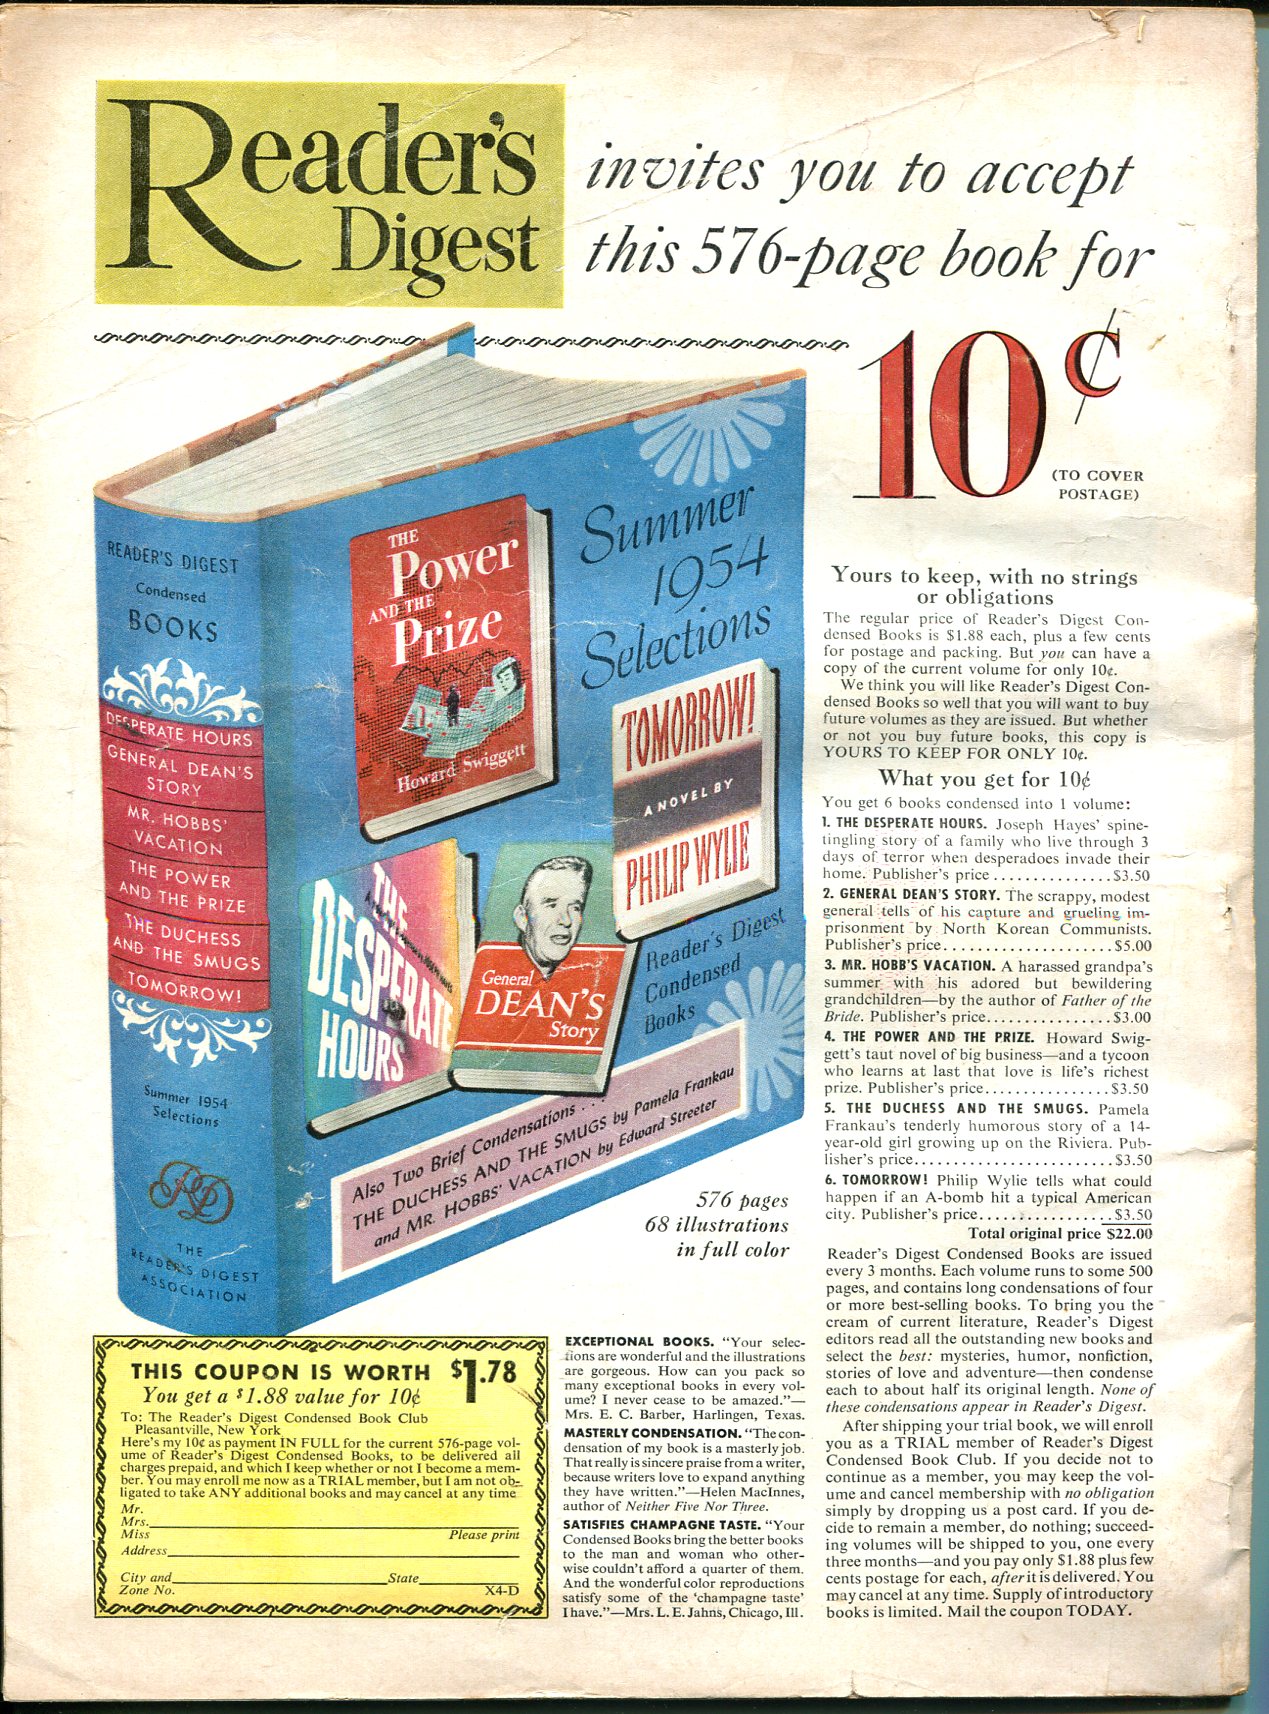 Reader's
Digest
invites you to accept
this 576-page book for
10¢
(TO COVER
POSTAGE)
READER'S DIGEST
Condensed
BOOKS
DESPERATE HOURS
GENERAL DEAN'S
STORY
MR. HOBBS'
VACATION
THE POWER
AND THE PRIZE
THE DUCHESS
AND THE SMUGS
TOMORROW!
Summer 1954
Selections
RD
THE
READER'S DIGEST
ASSOCIATION
Summer
1954
Selections
THE
Power
AND THE
Prize
Howard Swiggett
TOMORROW!
A NOVEL BY
PHILIP WYLIE
THE
DESPERATE
HOURS
General
DEAN'S
Story
Reader's Digest
Condensed
Books
Also Two Brief Condensations . . .
THE DUCHESS AND THE SMUGS by Pamela Frankau
and MR. HOBBS' VACATION by Edward Streeter
576 pages
68 illustrations
in full color
Yours to keep, with no strings
or obligations
The regular price of Reader's Digest Con-
densed Books is $1.88 each, plus a few cents
for postage and packing. But you can have a
copy of the current volume for only 10¢.
We think you will like Reader's Digest Con-
densed Books so well that you will want to buy
future volumes as they are issued. But whether
or not you buy future books, this copy is
YOURS TO KEEP FOR ONLY 10¢.
What you get for 10¢
You get 6 books condensed into 1 volume:
1. THE DESPERATE HOURS. Joseph Hayes' spine-
tingling story of a family who live through 3
days of terror when desperadoes invade their
home. Publisher's price...............$3.50
2. GENERAL DEAN'S STORY. The scrappy, modest
general tells of his capture and grueling im-
prisonment by North Korean Communists.
Publisher's price.....................$5.00
3. MR. HOBB'S VACATION. A harassed grandpa's
summer with his adored but bewildering
grandchildren—by the author of Father of the
Bride. Publisher's price................$3.00
4. THE POWER AND THE PRIZE. Howard Swig-
gett's taut novel of big business—and a tycoon
who learns at last that love is life's richest
prize. Publisher's price................$3.50
5. THE DUCHESS AND THE SMUGS. Pamela
Frankau's tenderly humorous story of a 14-
year-old girl growing up on the Riviera. Pub-
lisher's price.........................$3.50
6. TOMORROW! Philip Wylie tells what could
happen if an A-bomb hit a typical American
city. Publisher's price.................$3.50
Total original price $22.00
Reader's Digest Condensed Books are issued
every 3 months. Each volume runs to some 500
pages, and contains long condensations of four
or more best-selling books. To bring you the
cream of current literature, Reader's Digest
editors read all the outstanding new books and
select the best: mysteries, humor, nonfiction,
stories of love and adventure—then condense
each to about half its original length. None of
these condensations appear in Reader's Digest.
After shipping your trial book, we will enroll
you as a TRIAL member of Reader's Digest
Condensed Book Club. If you decide not to
continue as a member, you may keep the vol-
ume and cancel membership with no obligation
simply by dropping us a post card. If you de-
cide to remain a member, do nothing; succeed-
ing volumes will be shipped to you, one every
three months—and you pay only $1.88 plus few
cents postage for each, after it is delivered. You
may cancel at any time. Supply of introductory
books is limited. Mail the coupon TODAY.
EXCEPTIONAL BOOKS. "Your selec-
tions are wonderful and the illustrations
are gorgeous. How can you pack so
many exceptional books in every vol-
ume? I never cease to be amazed."—
Mrs. E. C. Barber, Harlingen, Texas.
MASTERLY CONDENSATION. "The con-
densation of my book is a masterly job.
That really is sincere praise from a writer,
because writers love to expand anything
they have written."—Helen MacInnes,
author of Neither Five Nor Three.
SATISFIES CHAMPAGNE TASTE. "Your
Condensed Books bring the better books
to the man and woman who other-
wise couldn't afford a quarter of them.
And the wonderful color reproductions
satisfy some of the 'champagne taste'
I have."—Mrs. L. E. Jahns, Chicago, Ill.
THIS COUPON IS WORTH $1.78
You get a $1.88 value for 10¢
To: The Reader's Digest Condensed Book Club
Pleasantville, New York
Here's my 10¢ as payment IN FULL for the current 576-page vol-
ume of Reader's Digest Condensed Books, to be delivered all
charges prepaid, and which I keep whether or not I become a mem-
ber. You may enroll me now as a TRIAL member, but I am not ob-
ligated to take ANY additional books and may cancel at any time
Mr.
Mrs.
Miss Please print
Address
City and State
Zone No. X4-D